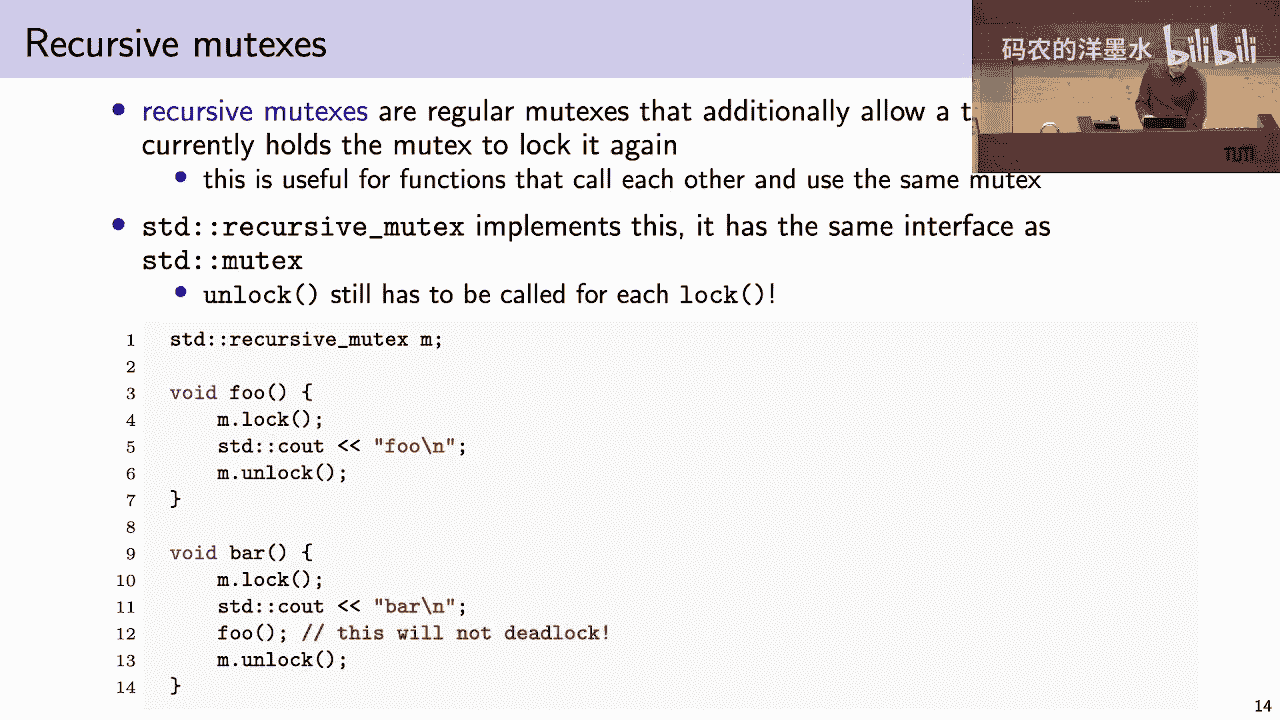 Recursive mutexes
码农的洋墨水 bilibili
TUM
• recursive mutexes are regular mutexes that additionally allow a
currently holds the mutex to lock it again
• this is useful for functions that call each other and use the same mutex
• std::recursive_mutex implements this, it has the same interface as
std::mutex
• unlock() still has to be called for each lock()!
1 std::recursive_mutex m;
2
3 void foo() {
4 m.lock();
5 std::cout << "foo\n";
6 m.unlock();
7 }
8
9 void bar() {
10 m.lock();
11 std::cout << "bar\n";
12 foo(); // this will not deadlock!
13 m.unlock();
14 }
14